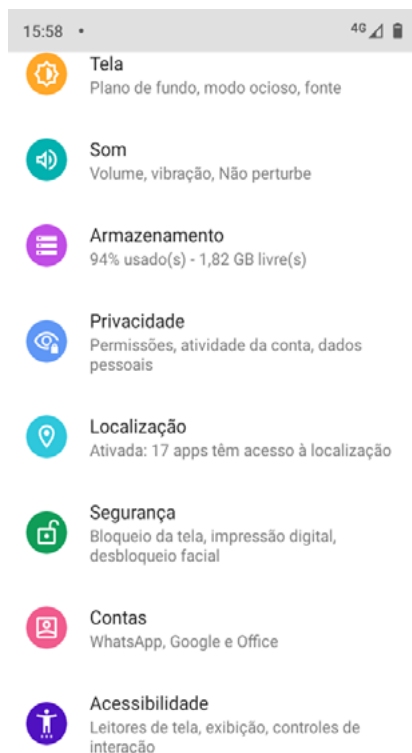 15:58 •
4G
Tela
Plano de fundo, modo ocioso, fonte
Som
Volume, vibração, Não perturbe
Armazenamento
94% usado(s) - 1,82 GB livre(s)
Privacidade
Permissões, atividade da conta, dados
pessoais
Localização
Ativada: 17 apps têm acesso à localização
Segurança
Bloqueio da tela, impressão digital,
desbloqueio facial
Contas
WhatsApp, Google e Office
Acessibilidade
Leitores de tela, exibição, controles de
interação